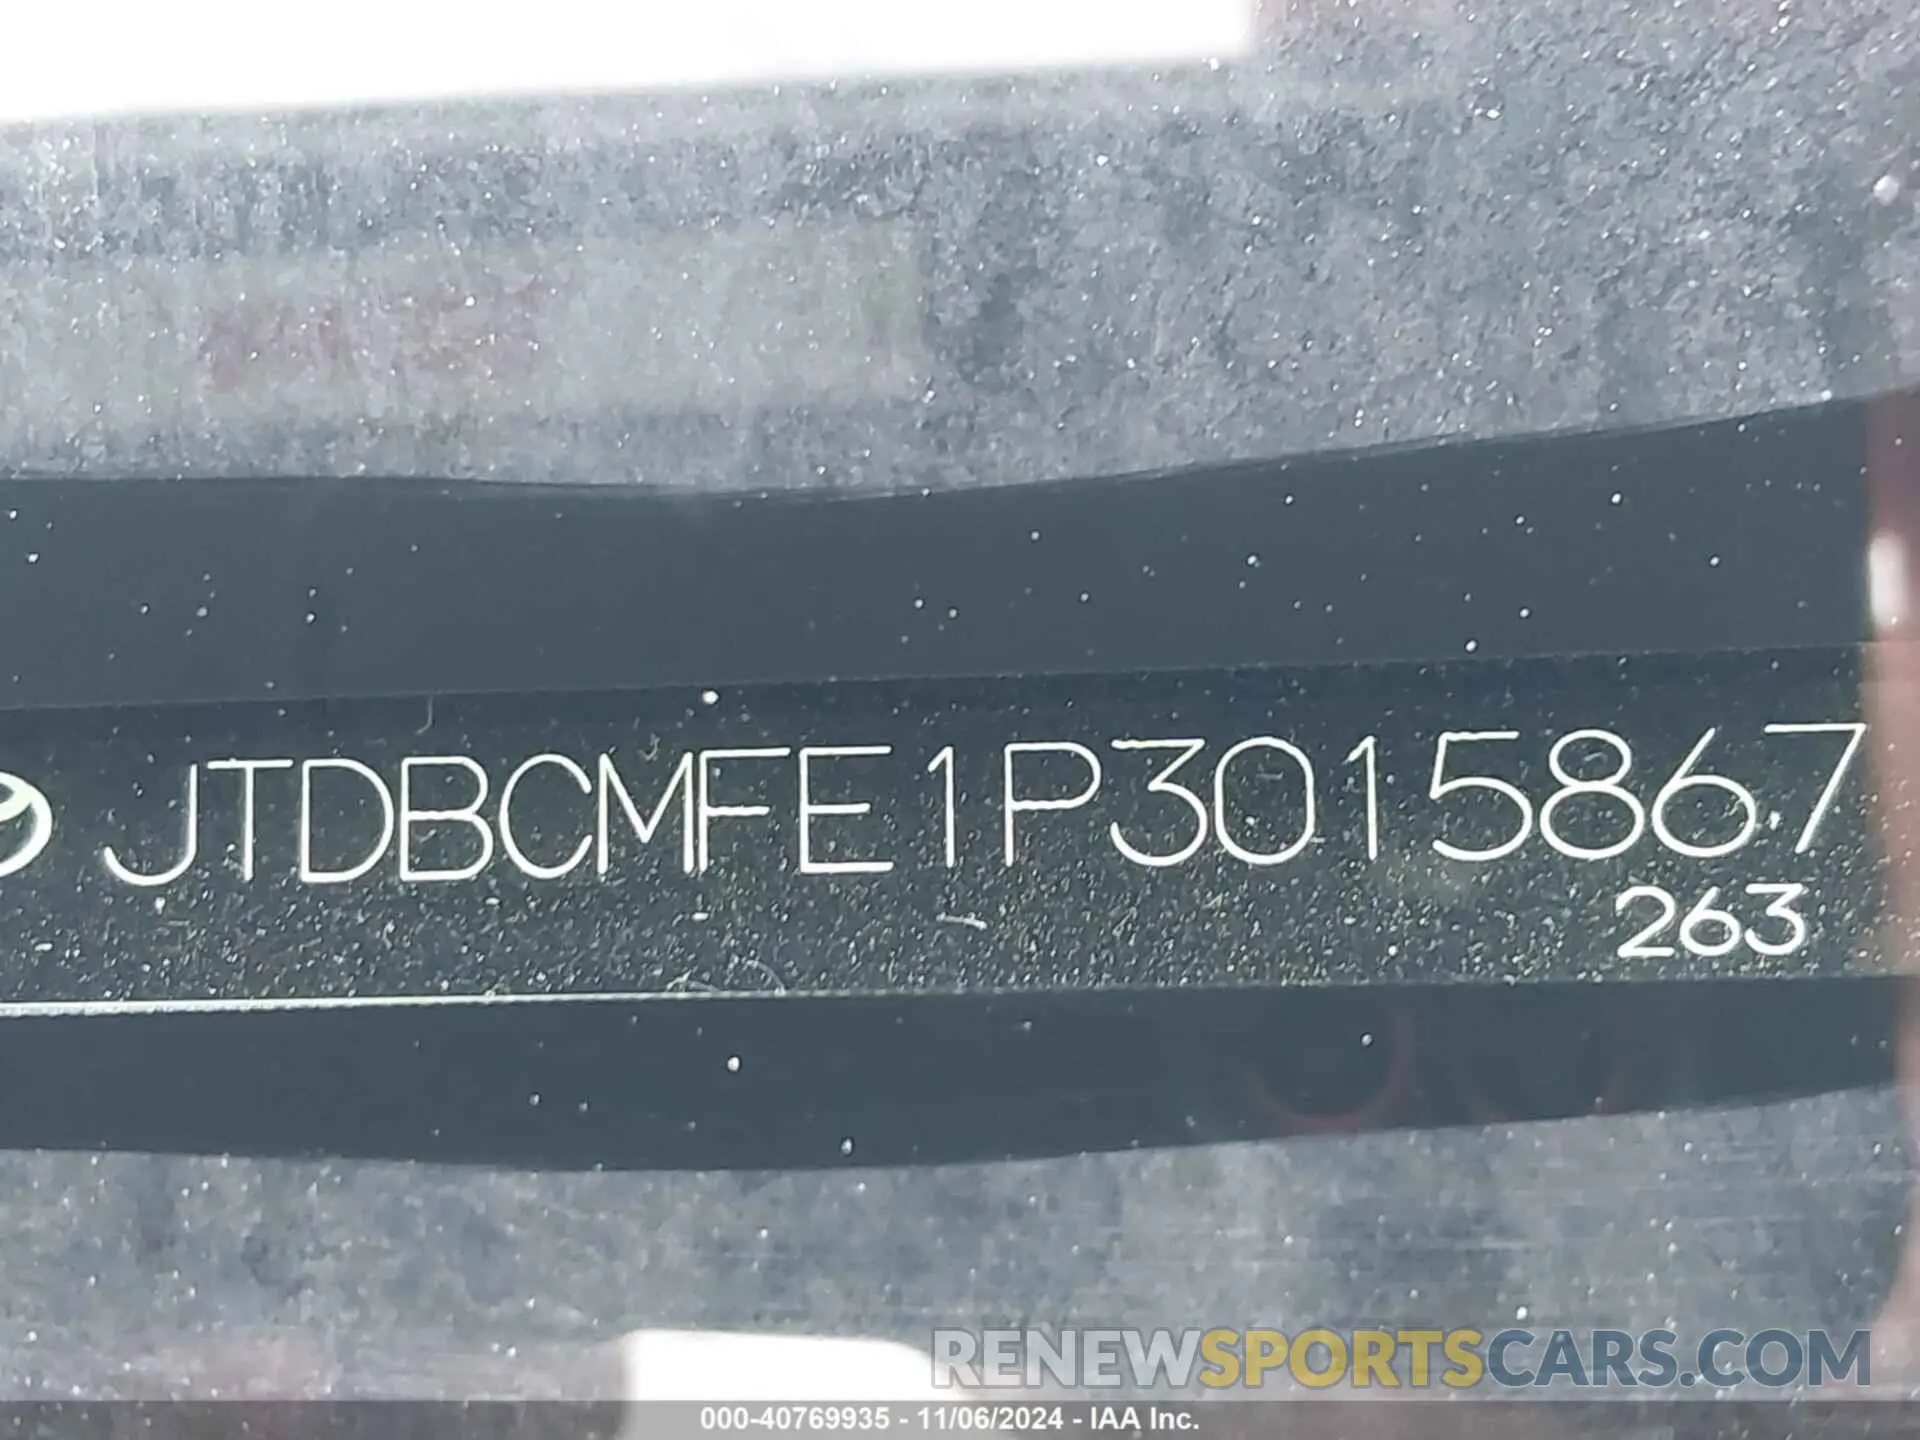 JTDBCMFE1P3015867
263
RENEWSPORTSCARS.COM
000-40769935 - 11/06/2024 - IAA Inc.